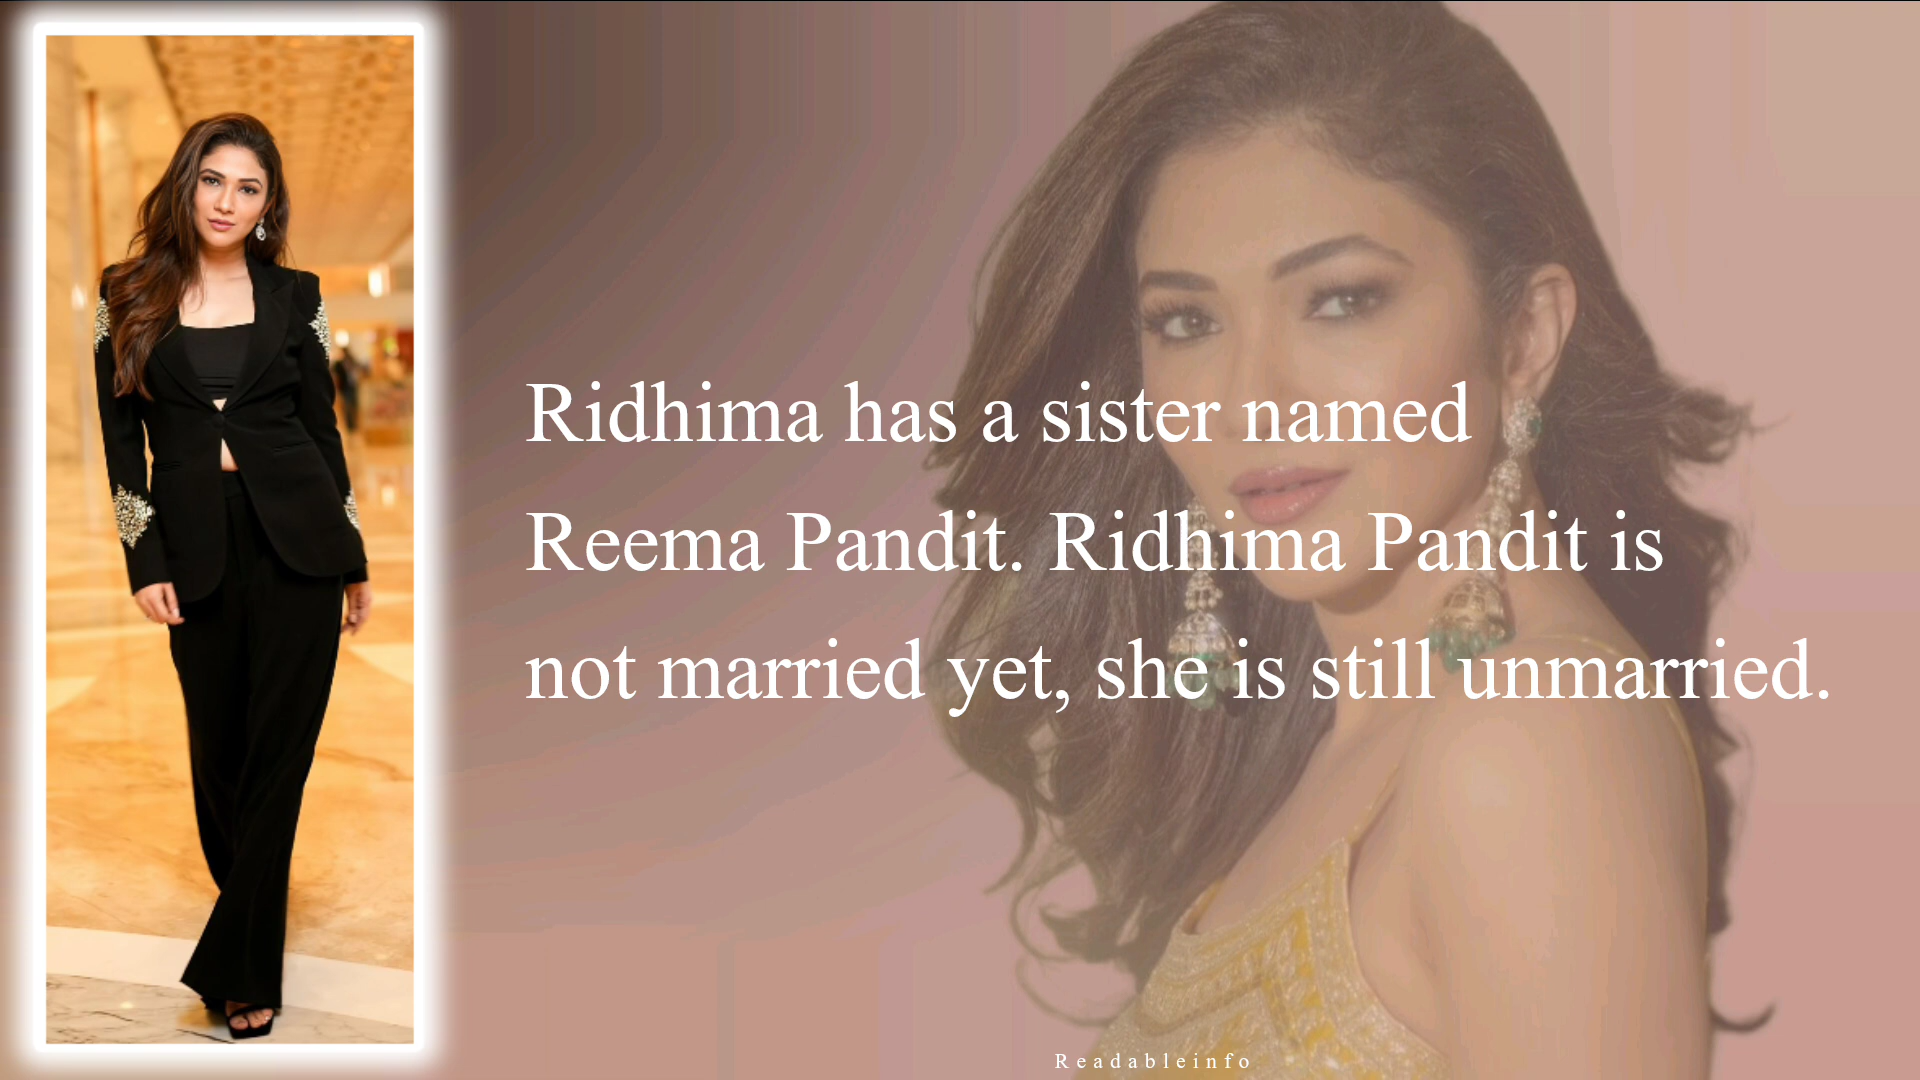 Ridhima has a sister named
Reema Pandit. Ridhima Pandit is
not married yet, she is still unmarried.
Readableinfo